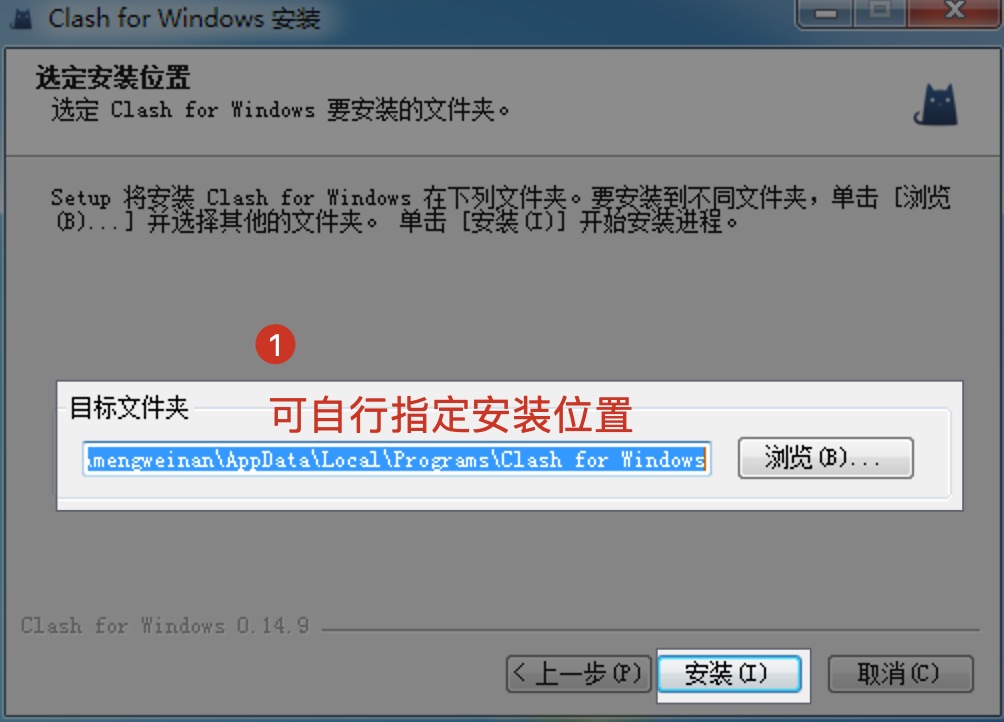 Clash for Windows 安装
选定安装位置
选定 Clash for Windows 要安装的文件夹。
Setup 将安装 Clash for Windows 在下列文件夹。要安装到不同文件夹，单击 [浏览
(B)...] 并选择其他的文件夹。 单击 [安装(I)] 开始安装进程。
1
目标文件夹
可自行指定安装位置
\mengweinan\AppData\Local\Programs\Clash for Windows
浏览(B)...
Clash for Windows 0.14.9
< 上一步(P)
安装(I)
取消(C)